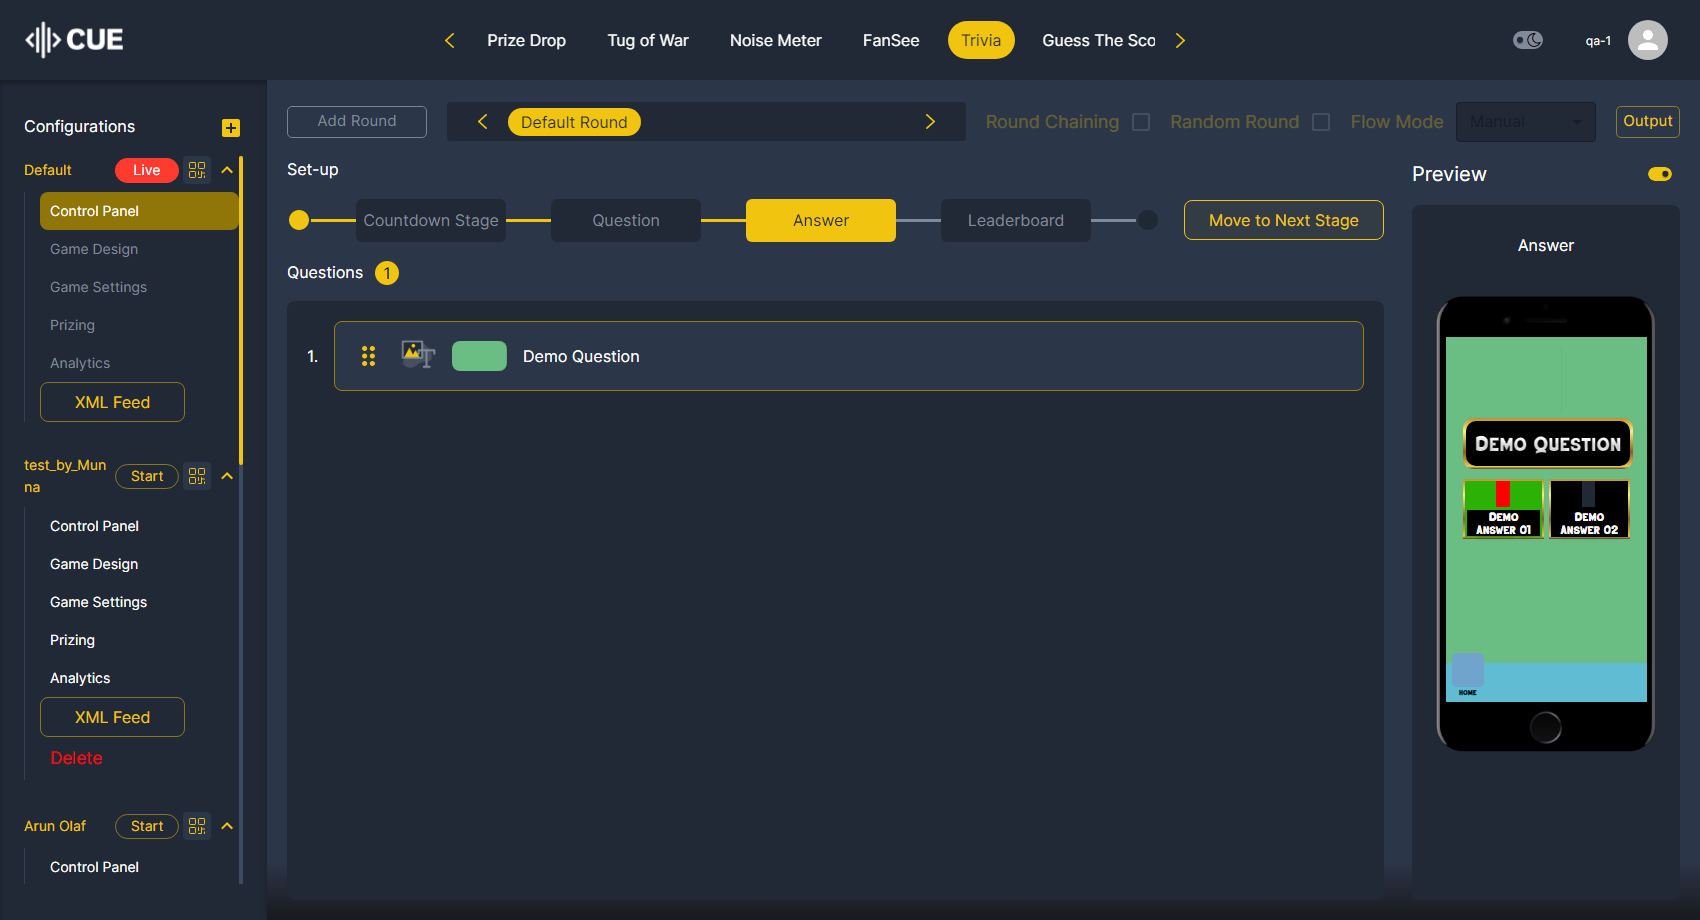 CUE
Prize Drop
Tug of War
Noise Meter
FanSee
Trivia
Guess The Sco
qa-1
Configurations
Default
Live
Control Panel
Game Design
Game Settings
Prizing
Analytics
XML Feed
test_by_Mun
na
Start
Control Panel
Game Design
Game Settings
Prizing
Analytics
XML Feed
Delete
Arun Olaf
Start
Control Panel
Add Round
Default Round
Round Chaining
Random Round
Flow Mode
Manual
Output
Set-up
Countdown Stage
Question
Answer
Leaderboard
Move to Next Stage
Questions
1
1.
Demo Question
Preview
Answer
Demo Question
Demo
Answer 01
Demo
Answer 02
HOME